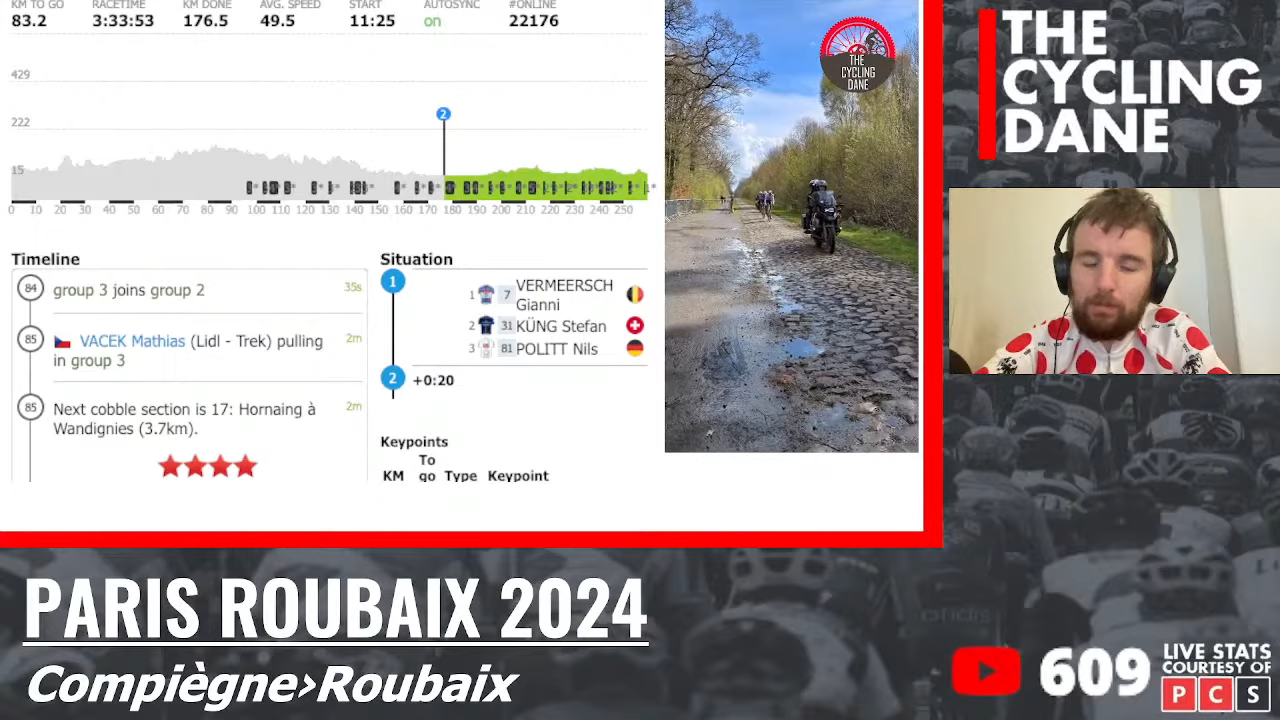 KM TO GO RACETIME KM DONE AVG. SPEED START AUTOSYNC #ONLINE
83.2 3:33:53 176.5 49.5 11:25 on 22176
429
222
2
15
0 10 20 30 40 50 60 70 80 90 100 110 120 130 140 150 160 170 180 190 200 210 220 230 240 250
Timeline
84 group 3 joins group 2 35s
85 VACEK Mathias (Lidl - Trek) pulling 2m
in group 3
85 Next cobble section is 17: Hornaing à 2m
Wandignies (3.7km).
Situation
1
1 7 VERMEERSCH
Gianni
2 31 KÜNG Stefan
3 81 POLITT Nils
2 +0:20
Keypoints
KM To go Type Keypoint
THE
CYCLING
DANE
THE
CYCLING
DANE
PARIS ROUBAIX 2024
Compiègne›Roubaix
609
LIVE STATS
COURTESY OF
PCS